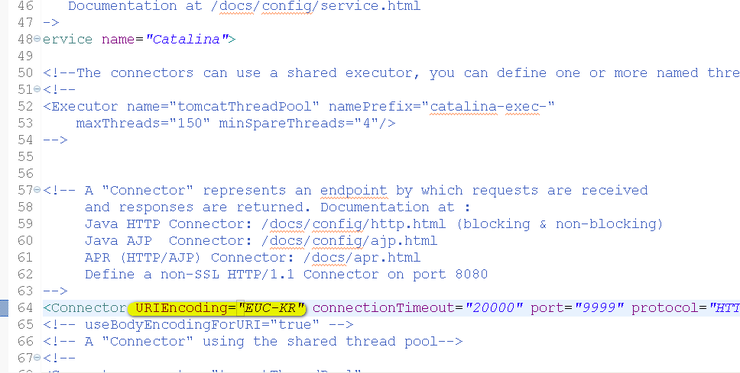 46 Documentation at /docs/config/service.html
47 ->
48 ervice name="Catalina">
49
50 <!--The connectors can use a shared executor, you can define one or more named thre
51 <!--
52 <Executor name="tomcatThreadPool" namePrefix="catalina-exec-"
53 maxThreads="150" minSpareThreads="4"/>
54 -->
55
56
57 <!-- A "Connector" represents an endpoint by which requests are received
58 and responses are returned. Documentation at :
59 Java HTTP Connector: /docs/config/http.html (blocking & non-blocking)
60 Java AJP  Connector: /docs/config/ajp.html
61 APR (HTTP/AJP) Connector: /docs/apr.html
62 Define a non-SSL HTTP/1.1 Connector on port 8080
63 -->
64 <Connector URIEncoding="EUC-KR" connectionTimeout="20000" port="9999" protocol="HTT
65 <!-- useBodyEncodingForURI="true" -->
66 <!-- A "Connector" using the shared thread pool-->
67 <!--